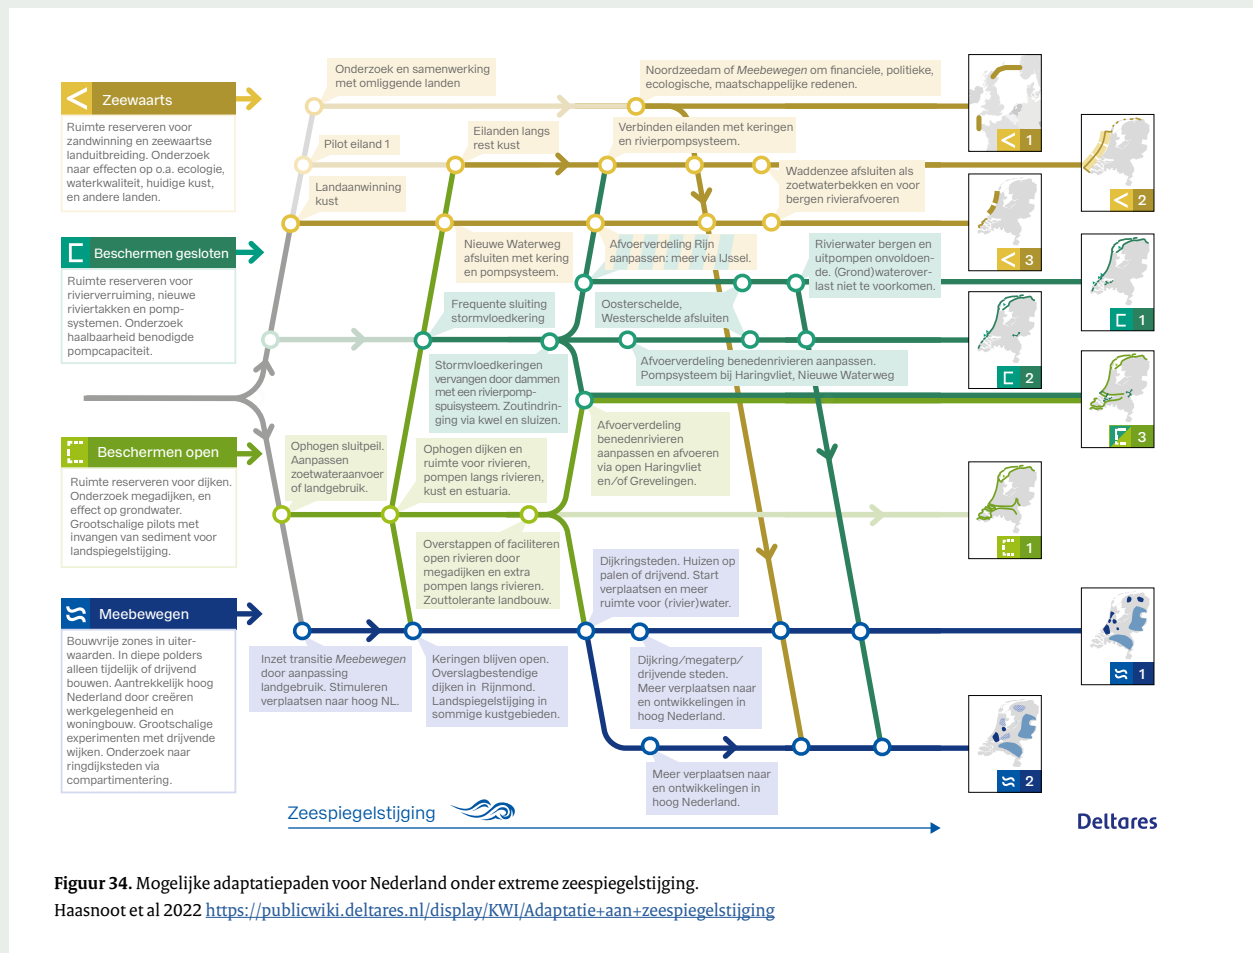 Zeewaarts
Ruimte reserveren voor
zandwinning en zeewaartse
landuitbreiding. Onderzoek
naar effecten op o.a. ecologie,
waterkwaliteit, huidige kust,
en andere landen.
Beschermen gesloten
Ruimte reserveren voor
rivierverruiming, nieuwe
riviertakken en pomp-
systemen. Onderzoek
haalbaarheid benodigde
pompcapaciteit.
Beschermen open
Ruimte reserveren voor dijken.
Onderzoek megadijken, en
effect op grondwater.
Grootschalige pilots met
invangen van sediment voor
landspiegelstijging.
Meebewegen
Bouwvrije zones in uiter-
waarden. In diepe polders
alleen tijdelijk of drijvend
bouwen. Aantrekkelijk hoog
Nederland door creëren
werkgelegenheid en
woningbouw. Grootschalige
experimenten met drijvende
wijken. Onderzoek naar
ringdijksteden via
compartimentering.
Onderzoek en samenwerking
met omliggende landen
Noordzeedam of Meebewegen om financiele, politieke,
ecologische, maatschappelijke redenen.
Pilot eiland 1
Eilanden langs
rest kust
Verbinden eilanden met keringen
en rivierpompsysteem.
Waddenzee afsluiten als
zoetwaterbekken en voor
bergen rivierafvoeren
Landaanwinning
kust
Nieuwe Waterweg
afsluiten met kering
en pompsysteem.
Afvoerverdeling Rijn
aanpassen: meer via IJssel.
Rivierwater bergen en
uitpompen onvoldoen-
de. (Grond)waterover-
last niet te voorkomen.
Frequente sluiting
stormvloedkering
Oosterschelde,
Westerschelde afsluiten
Stormvloedkeringen
vervangen door dammen
met een rivierpomp-
spuisysteem. Zoutindrin-
ging via kwel en sluizen.
Afvoerverdeling benedenrivieren aanpassen.
Pompsysteem bij Haringvliet, Nieuwe Waterweg
Afvoerverdeling
benedenrivieren
aanpassen en afvoeren
via open Haringvliet
en/of Grevelingen.
Ophogen sluitpeil.
Aanpassen
zoetwateraanvoer
of landgebruik.
Ophogen dijken en
ruimte voor rivieren,
pompen langs rivieren,
kust en estuaria.
Overstappen of faciliteren
open rivieren door
megadijken en extra
pompen langs rivieren.
Zouttolerante landbouw.
Dijkringsteden. Huizen op
palen of drijvend. Start
verplaatsen en meer
ruimte voor (rivier)water.
Inzet transitie Meebewegen
door aanpassing
landgebruik. Stimuleren
verplaatsen naar hoog NL.
Keringen blijven open.
Overslagbestendige
dijken in Rijnmond.
Landspiegelstijging in
sommige kustgebieden.
Dijkring/megaterp/
drijvende steden.
Meer verplaatsen naar
en ontwikkelingen in
hoog Nederland.
Meer verplaatsen naar
en ontwikkelingen in
hoog Nederland.
1
2
3
1
2
3
1
1
2
Zeespiegelstijging
Deltares
Figuur 34. Mogelijke adaptatiepaden voor Nederland onder extreme zeespiegelstijging.
Haasnoot et al 2022 https://publicwiki.deltares.nl/display/KWI/Adaptatie+aan+zeespiegelstijging